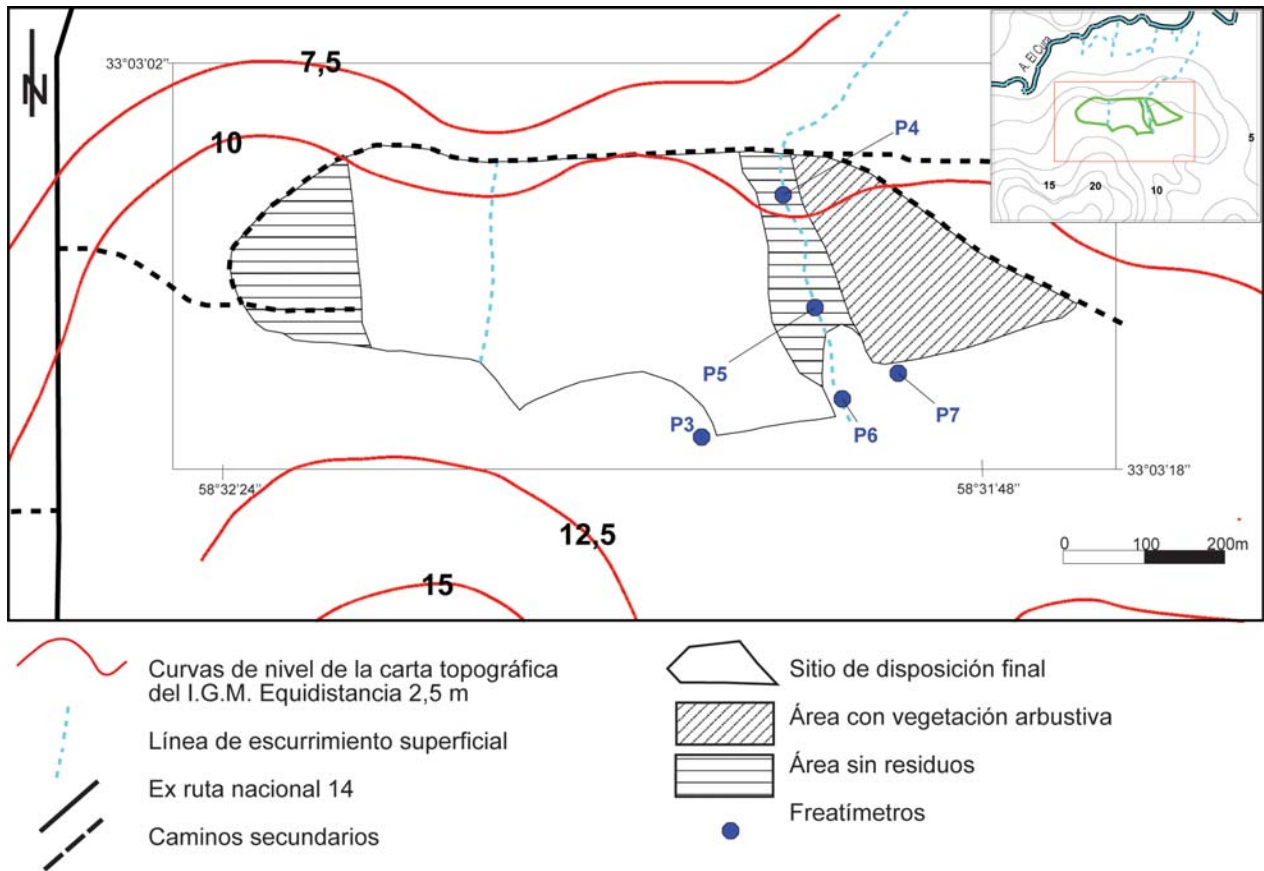 N
33°03'02''
7,5
10
P4
P5
P3
P6
P7
58°32'24''
58°31'48''
33°03'18''
12,5
15
0 100 200m
A. El Cura
5
15 20 10
Curvas de nivel de la carta topográfica
del I.G.M. Equidistancia 2,5 m
Línea de escurrimiento superficial
Ex ruta nacional 14
Caminos secundarios
Sitio de disposición final
Área con vegetación arbustiva
Área sin residuos
Freatímetros